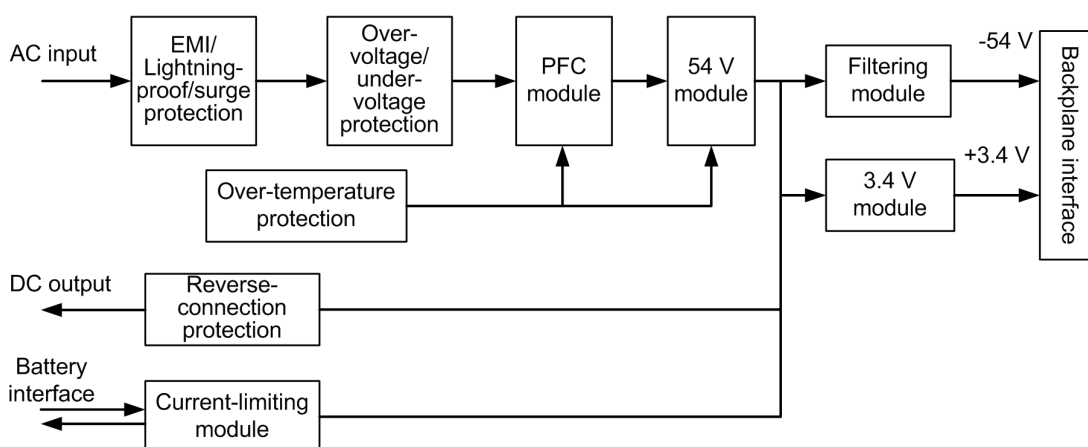 AC input
EMI/
Lightning-
proof/surge
protection
Over-
voltage/
under-
voltage
protection
PFC
module
54 V
module
Filtering
module
-54 V
Backplane interface
Over-temperature
protection
3.4 V
module
+3.4 V
DC output
Reverse-
connection
protection
Battery
interface
Current-limiting
module